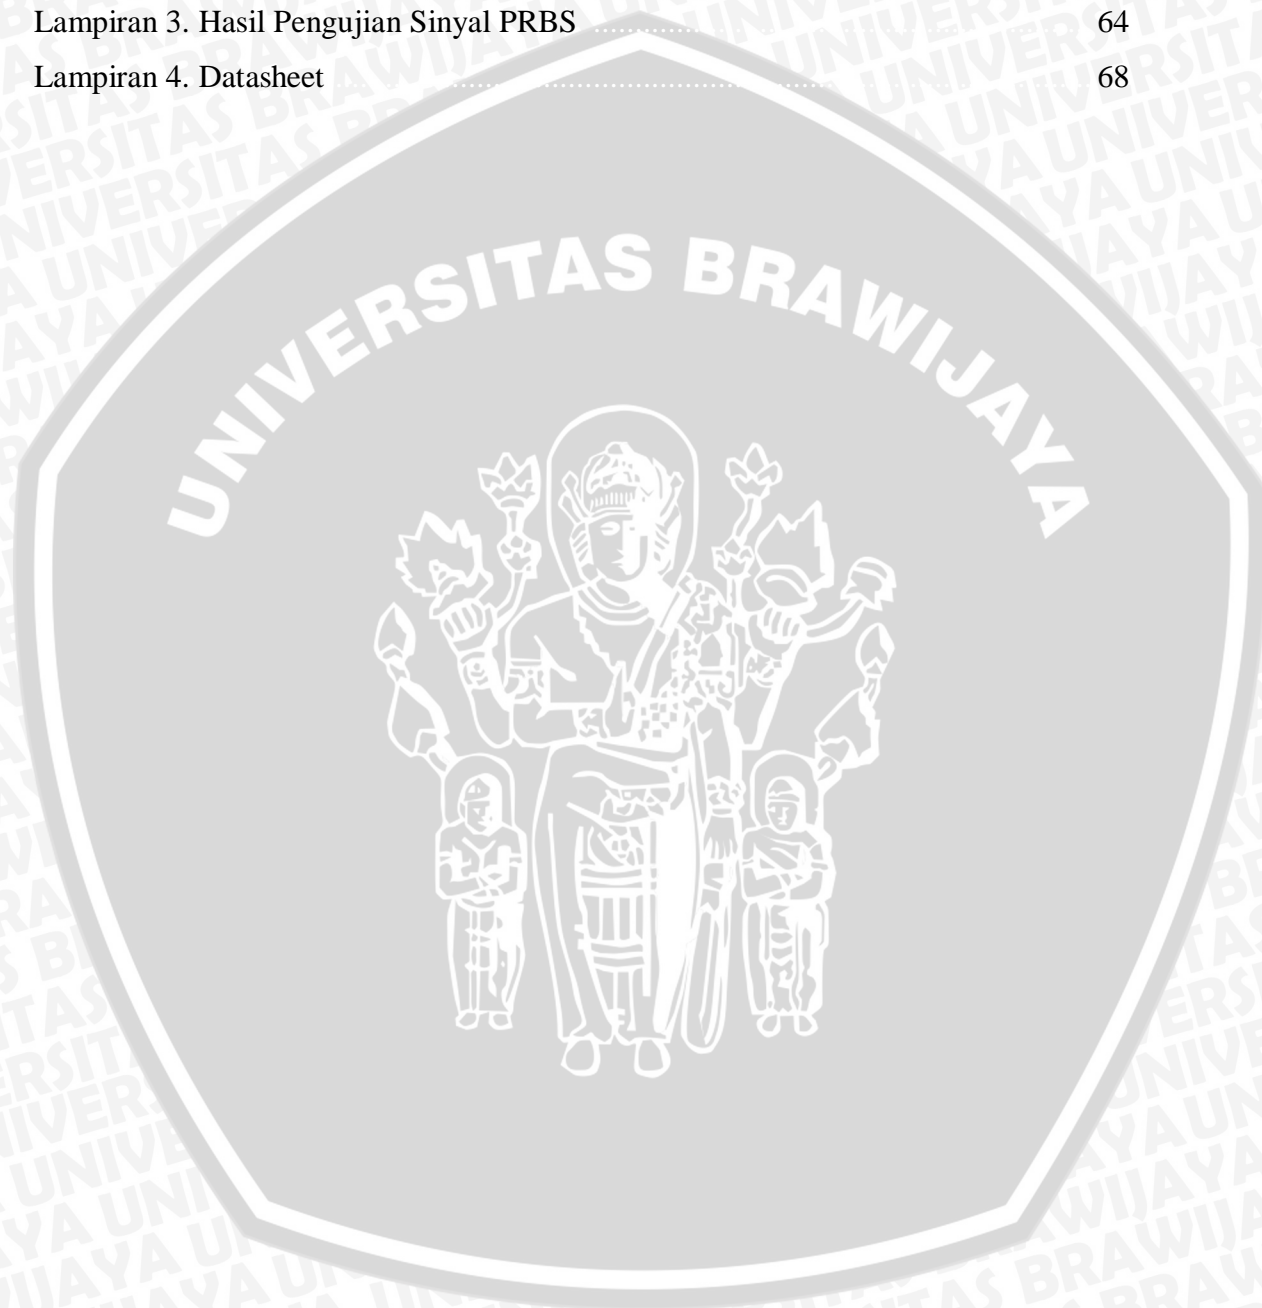 Lampiran 3. Hasil Pengujian Sinyal PRBS ........................................ 64
Lampiran 4. Datasheet ........................................ 68
UNIVERSITAS BRAWIJAYA